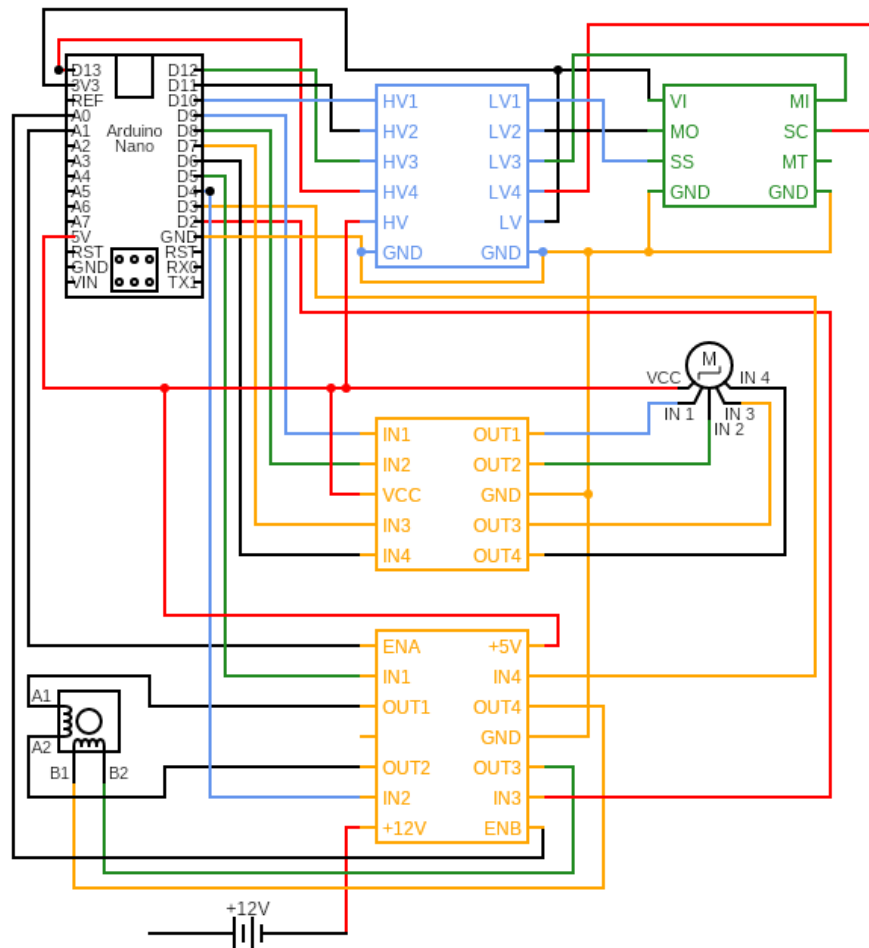 D13
3V3
REF
A0
A1
A2
A3
A4
A5
A6
A7
5V
RST
GND
VIN
Arduino
Nano
D12
D11
D10
D9
D8
D7
D6
D5
D4
D3
D2
GND
RST
RX0
TX1
HV1
HV2
HV3
HV4
HV
GND
LV1
LV2
LV3
LV4
LV
GND
VI
MO
SS
GND
MI
SC
MT
GND
M
VCC
IN 4
IN 1
IN 3
IN 2
IN1
IN2
VCC
IN3
IN4
OUT1
OUT2
GND
OUT3
OUT4
ENA
IN1
OUT1
OUT2
IN2
+12V
+5V
IN4
OUT4
GND
OUT3
IN3
ENB
A1
A2
B1
B2
+12V